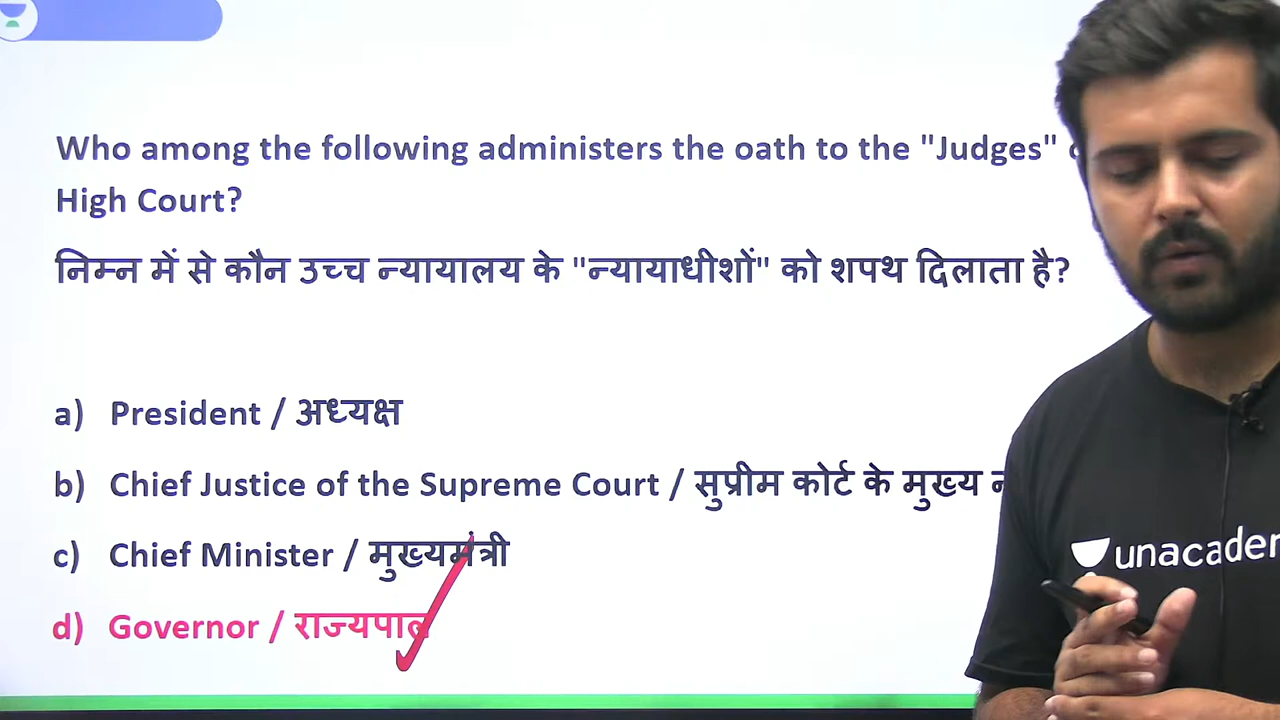 Who among the following administers the oath to the "Judges"
High Court?
निम्न में से कौन उच्च न्यायालय के "न्यायाधीशों" को शपथ दिलाता है?
a) President / अध्यक्ष
b) Chief Justice of the Supreme Court / सुप्रीम कोर्ट के मुख्य
c) Chief Minister / मुख्यमंत्री
d) Governor / राज्यपाल
unacade